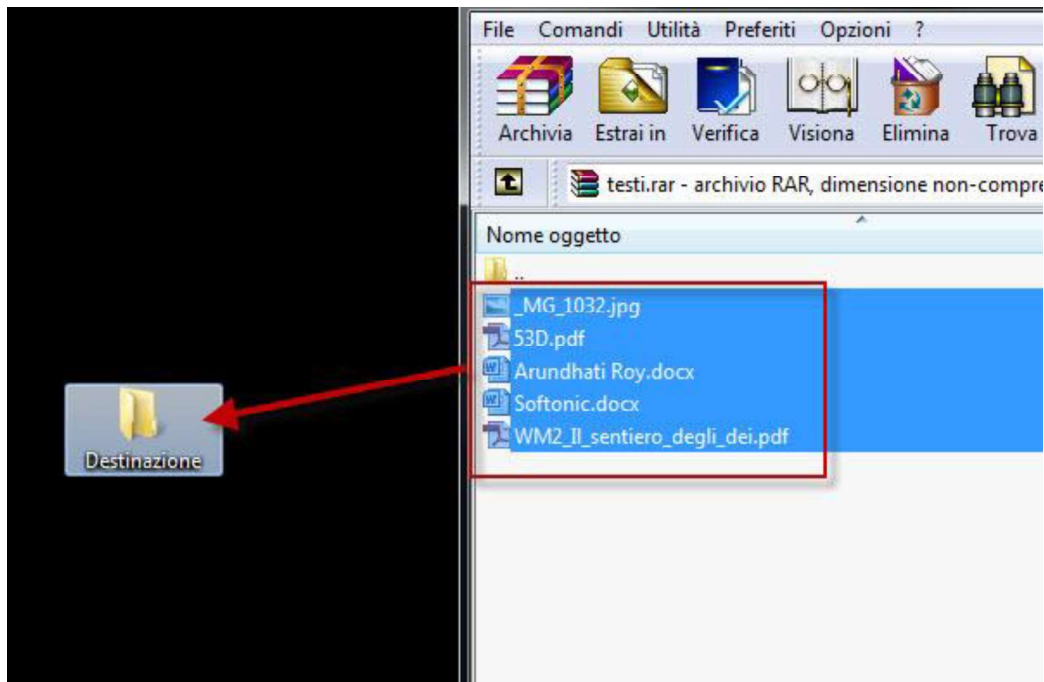 File Comandi Utilità Preferiti Opzioni ?
Archivia Estrai in Verifica Visiona Elimina Trova
testi.rar - archivio RAR, dimensione non-compre
Nome oggetto
..
_MG_1032.jpg
53D.pdf
Arundhati Roy.docx
Softonic.docx
WM2_Il_sentiero_degli_dei.pdf
Destinazione